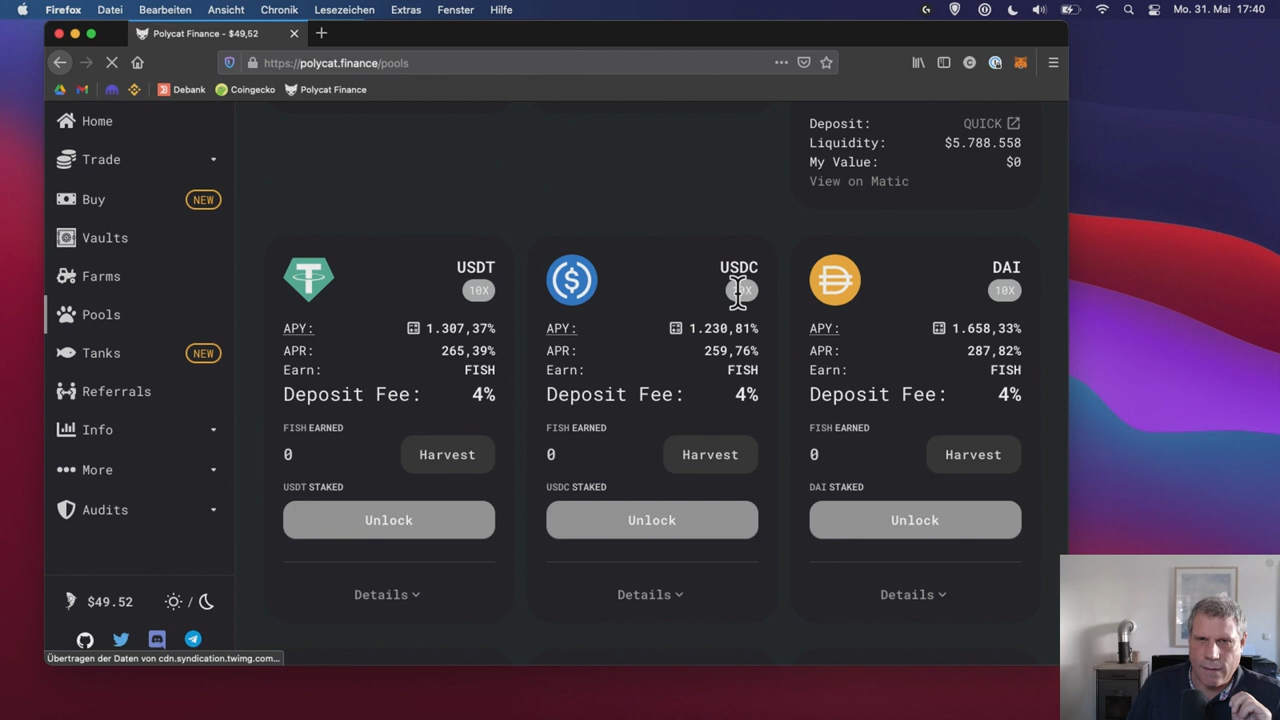 Firefox Datei Bearbeiten Ansicht Chronik Lesezeichen Extras Fenster Hilfe Mo. 31. Mai 17:40
Polycat Finance - $49,52
https://polycat.finance/pools
Debank Coingecko Polycat Finance
Home
Trade
Buy NEW
Vaults
Farms
Pools
Tanks NEW
Referrals
Info
More
Audits
$49.52 /
Übertragen der Daten von cdn.syndication.twimg.com...
Deposit: QUICK
Liquidity: $5.788.558
My Value: $0
View on Matic
USDT
10X
APY: 1.307,37%
APR: 265,39%
Earn: FISH
Deposit Fee: 4%
FISH EARNED
0 Harvest
USDT STAKED
Unlock
Details
USDC
10X
APY: 1.230,81%
APR: 259,76%
Earn: FISH
Deposit Fee: 4%
FISH EARNED
0 Harvest
USDC STAKED
Unlock
Details
DAI
10X
APY: 1.658,33%
APR: 287,82%
Earn: FISH
Deposit Fee: 4%
FISH EARNED
0 Harvest
DAI STAKED
Unlock
Details